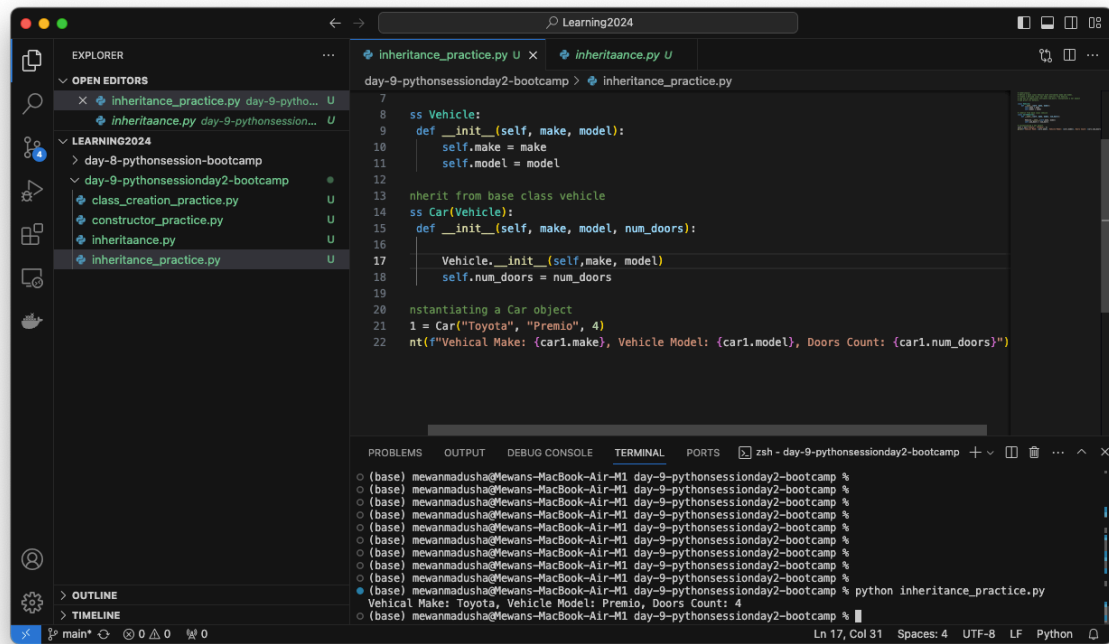 Learning2024
EXPLORER
OPEN EDITORS
inheritance_practice.py day-9-pytho... U
inheritaance.py day-9-pythonsession... U
LEARNING2024
day-8-pythonsession-bootcamp
day-9-pythonsessionday2-bootcamp
class_creation_practice.py U
constructor_practice.py U
inheritaance.py U
inheritance_practice.py U
OUTLINE
TIMELINE
4
inheritance_practice.py U
inheritaance.py U
day-9-pythonsessionday2-bootcamp > inheritance_practice.py
7
8 ss Vehicle:
9 def __init__(self, make, model):
10 self.make = make
11 self.model = model
12
13 nherit from base class vehicle
14 ss Car(Vehicle):
15 def __init__(self, make, model, num_doors):
16
17 Vehicle.__init__(self,make, model)
18 self.num_doors = num_doors
19
20 nstantiating a Car object
21 1 = Car("Toyota", "Premio", 4)
22 nt(f"Vehical Make: {car1.make}, Vehicle Model: {car1.model}, Doors Count: {car1.num_doors}")
PROBLEMS OUTPUT DEBUG CONSOLE TERMINAL PORTS zsh - day-9-pythonsessionday2-bootcamp
(base) mewanmadusha@Mewans-MacBook-Air-M1 day-9-pythonsessionday2-bootcamp %
(base) mewanmadusha@Mewans-MacBook-Air-M1 day-9-pythonsessionday2-bootcamp %
(base) mewanmadusha@Mewans-MacBook-Air-M1 day-9-pythonsessionday2-bootcamp %
(base) mewanmadusha@Mewans-MacBook-Air-M1 day-9-pythonsessionday2-bootcamp %
(base) mewanmadusha@Mewans-MacBook-Air-M1 day-9-pythonsessionday2-bootcamp %
(base) mewanmadusha@Mewans-MacBook-Air-M1 day-9-pythonsessionday2-bootcamp %
(base) mewanmadusha@Mewans-MacBook-Air-M1 day-9-pythonsessionday2-bootcamp %
(base) mewanmadusha@Mewans-MacBook-Air-M1 day-9-pythonsessionday2-bootcamp %
(base) mewanmadusha@Mewans-MacBook-Air-M1 day-9-pythonsessionday2-bootcamp %
(base) mewanmadusha@Mewans-MacBook-Air-M1 day-9-pythonsessionday2-bootcamp % python inheritance_practice.py
Vehical Make: Toyota, Vehicle Model: Premio, Doors Count: 4
(base) mewanmadusha@Mewans-MacBook-Air-M1 day-9-pythonsessionday2-bootcamp %
main* 0 0 0 Ln 17, Col 31 Spaces: 4 UTF-8 LF Python